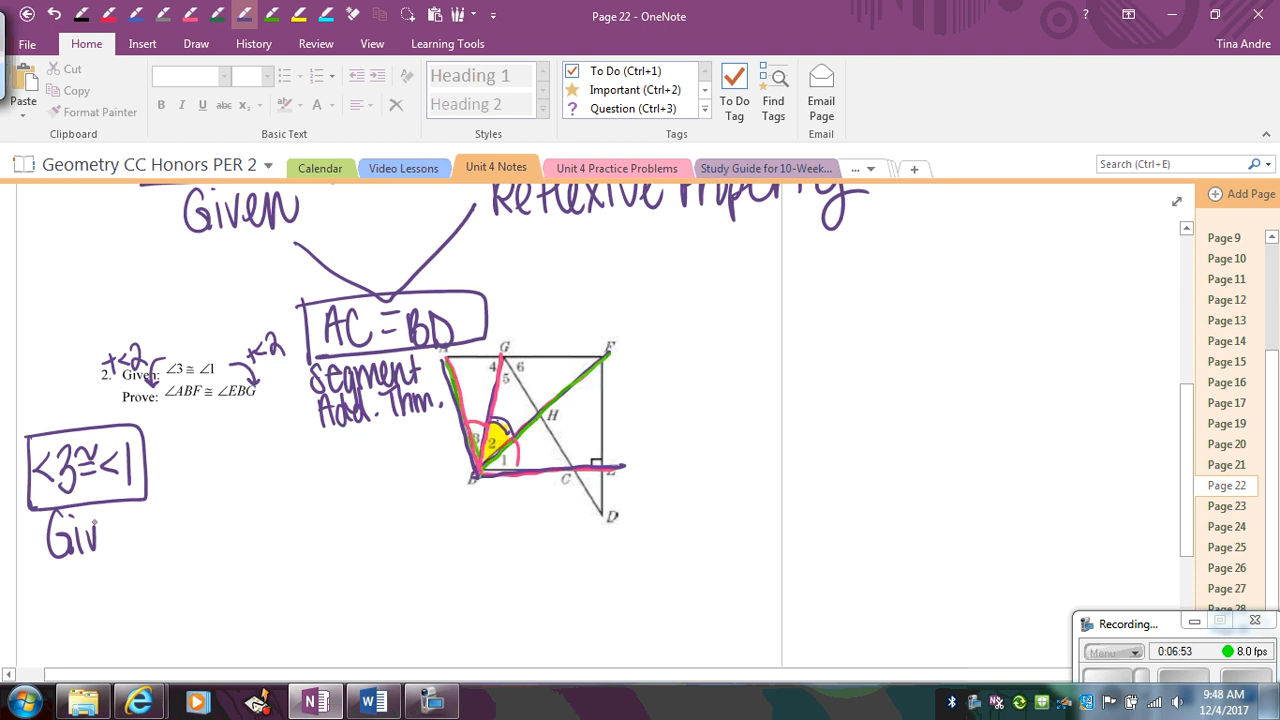 Page 22 - OneNote
?
File
Home
Insert
Draw
History
Review
View
Learning Tools
Tina Andre
Paste
Cut
Copy
Format Painter
Clipboard
B I U abc x₂ A
Basic Text
Heading 1
Heading 2
Styles
To Do (Ctrl+1)
Important (Ctrl+2)
? Question (Ctrl+3)
Tags
To Do Tag
Find Tags
Email Page
Email
Geometry CC Honors PER 2
Calendar
Video Lessons
Unit 4 Notes
Unit 4 Practice Problems
Study Guide for 10-Week...
...
Search (Ctrl+E)
Add Page
Page 9
Page 10
Page 11
Page 12
Page 13
Page 14
Page 15
Page 16
Page 17
Page 18
Page 19
Page 20
Page 21
Page 22
Page 23
Page 24
Page 25
Page 26
Page 27
Page 28
Given
Reflexive Property
AC = BD
Segment
Add. Thm.
+<2
+<2
2. Given: ∠3 ≅ ∠1
Prove: ∠ABF ≅ ∠EBG
<3≅<1
Giv
A G F
4 6
5
H
3 2
1
B C E
D
Recording...
Menu
0:06:53
8.0 fps
9:48 AM
12/4/2017